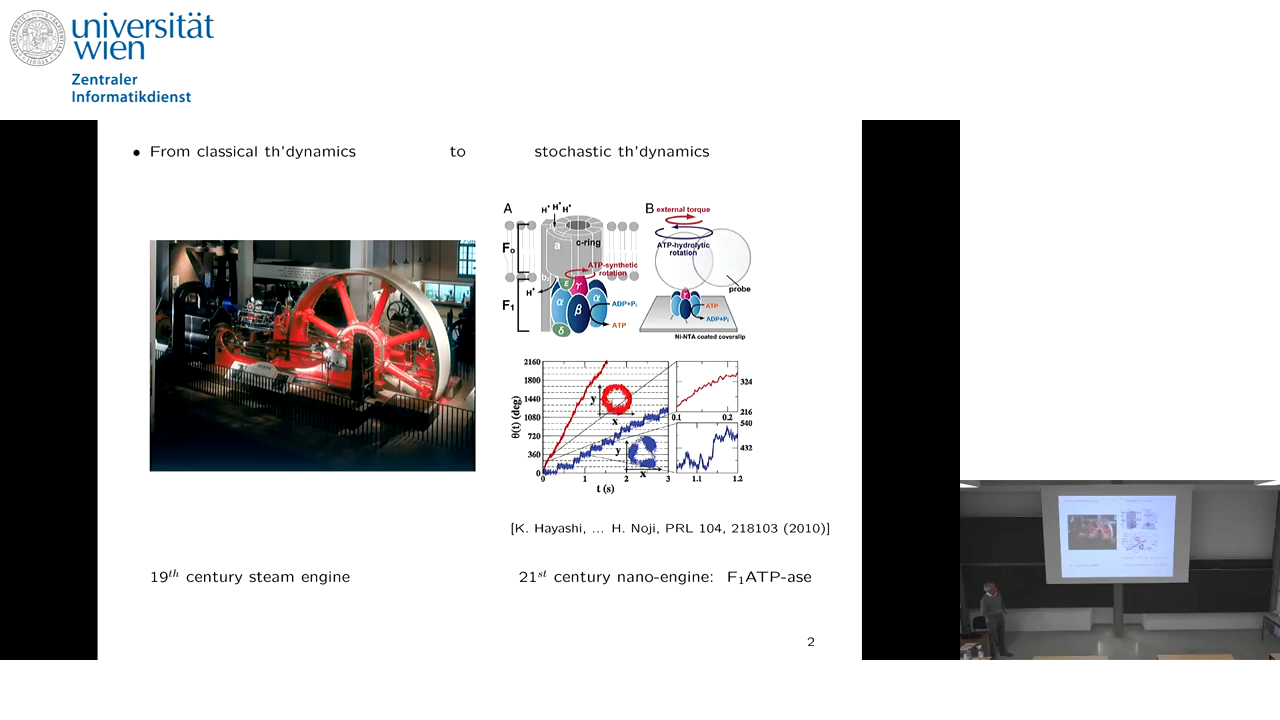 universität
wien
Zentraler
Informatikdienst
• From classical th'dynamics to stochastic th'dynamics
A
H⁺ H⁺ H⁺
Fo
a
c-ring
b₂
ATP-synthetic
rotation
H⁺
ε
γ
F₁
α
β
α
ADP+Pi
ATP
δ
B
external torque
ATP-hydrolytic
rotation
probe
γ
ATP
ADP+Pi
Ni-NTA coated coverslip
θ(t) (deg)
2160
1800
1440
1080
720
360
0
0 1 2 3
t (s)
y
x
y
x
324
216
0.1 0.2
540
432
1.1 1.2
[K. Hayashi, ... H. Noji, PRL 104, 218103 (2010)]
19th century steam engine
21st century nano-engine: F₁ATP-ase
2